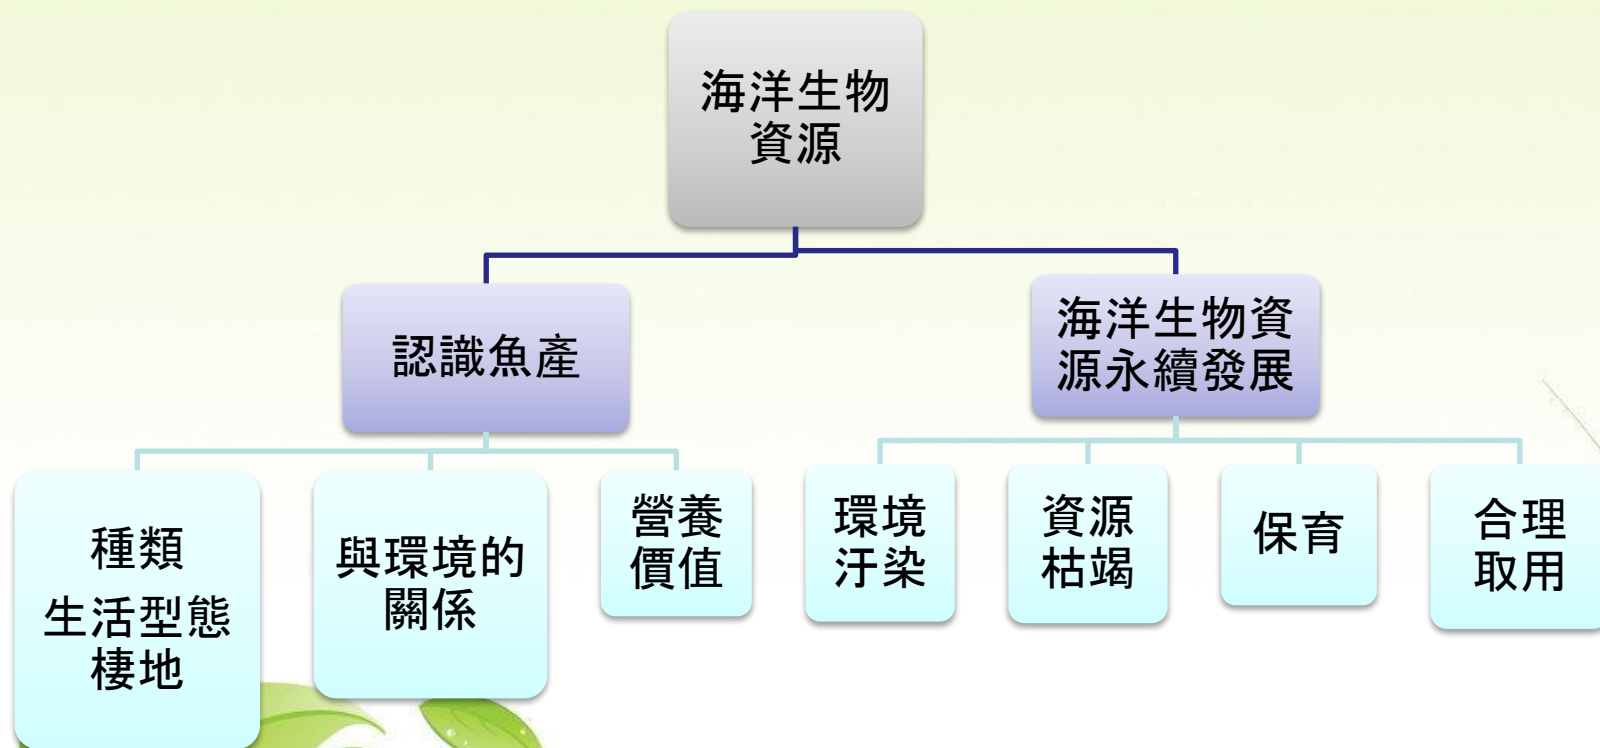 海洋生物
資源
認識魚產
海洋生物資
源永續發展
種類
生活型態
棲地
與環境的
關係
營養
價值
環境
汙染
資源
枯竭
保育
合理
取用